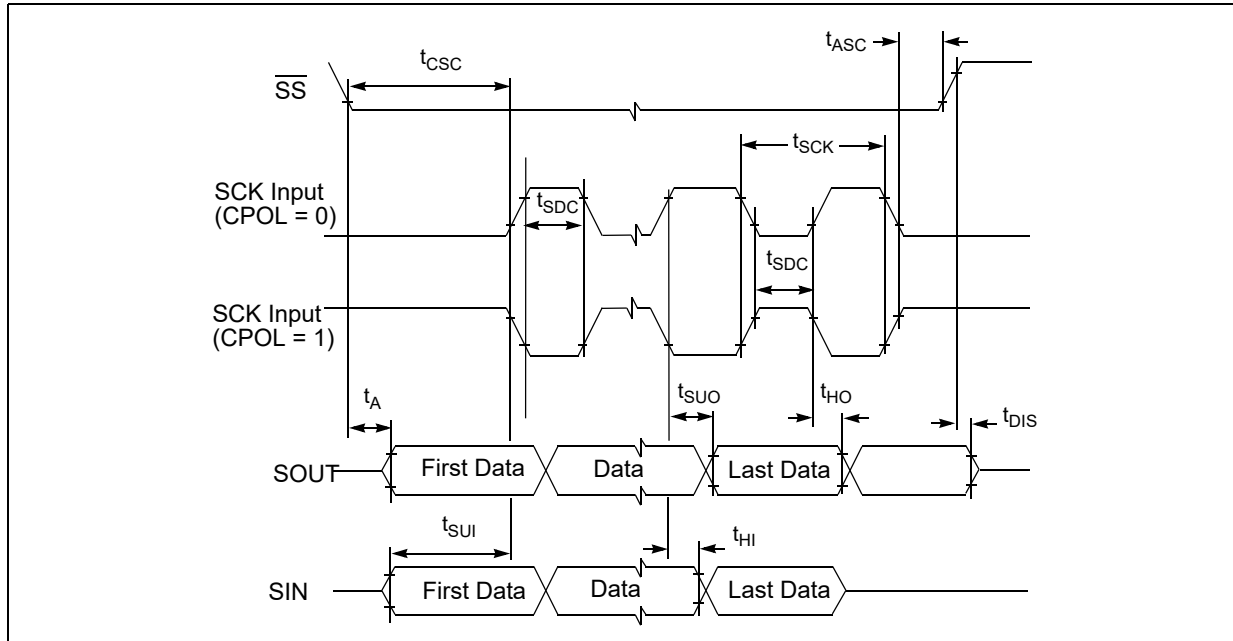 tASC
tCSC
SS
tSCK
SCK Input
(CPOL = 0)
tSDC
tSDC
SCK Input
(CPOL = 1)
tA
tSUO
tHO
tDIS
SOUT
First Data
Data
Last Data
tSUI
tHI
SIN
First Data
Data
Last Data